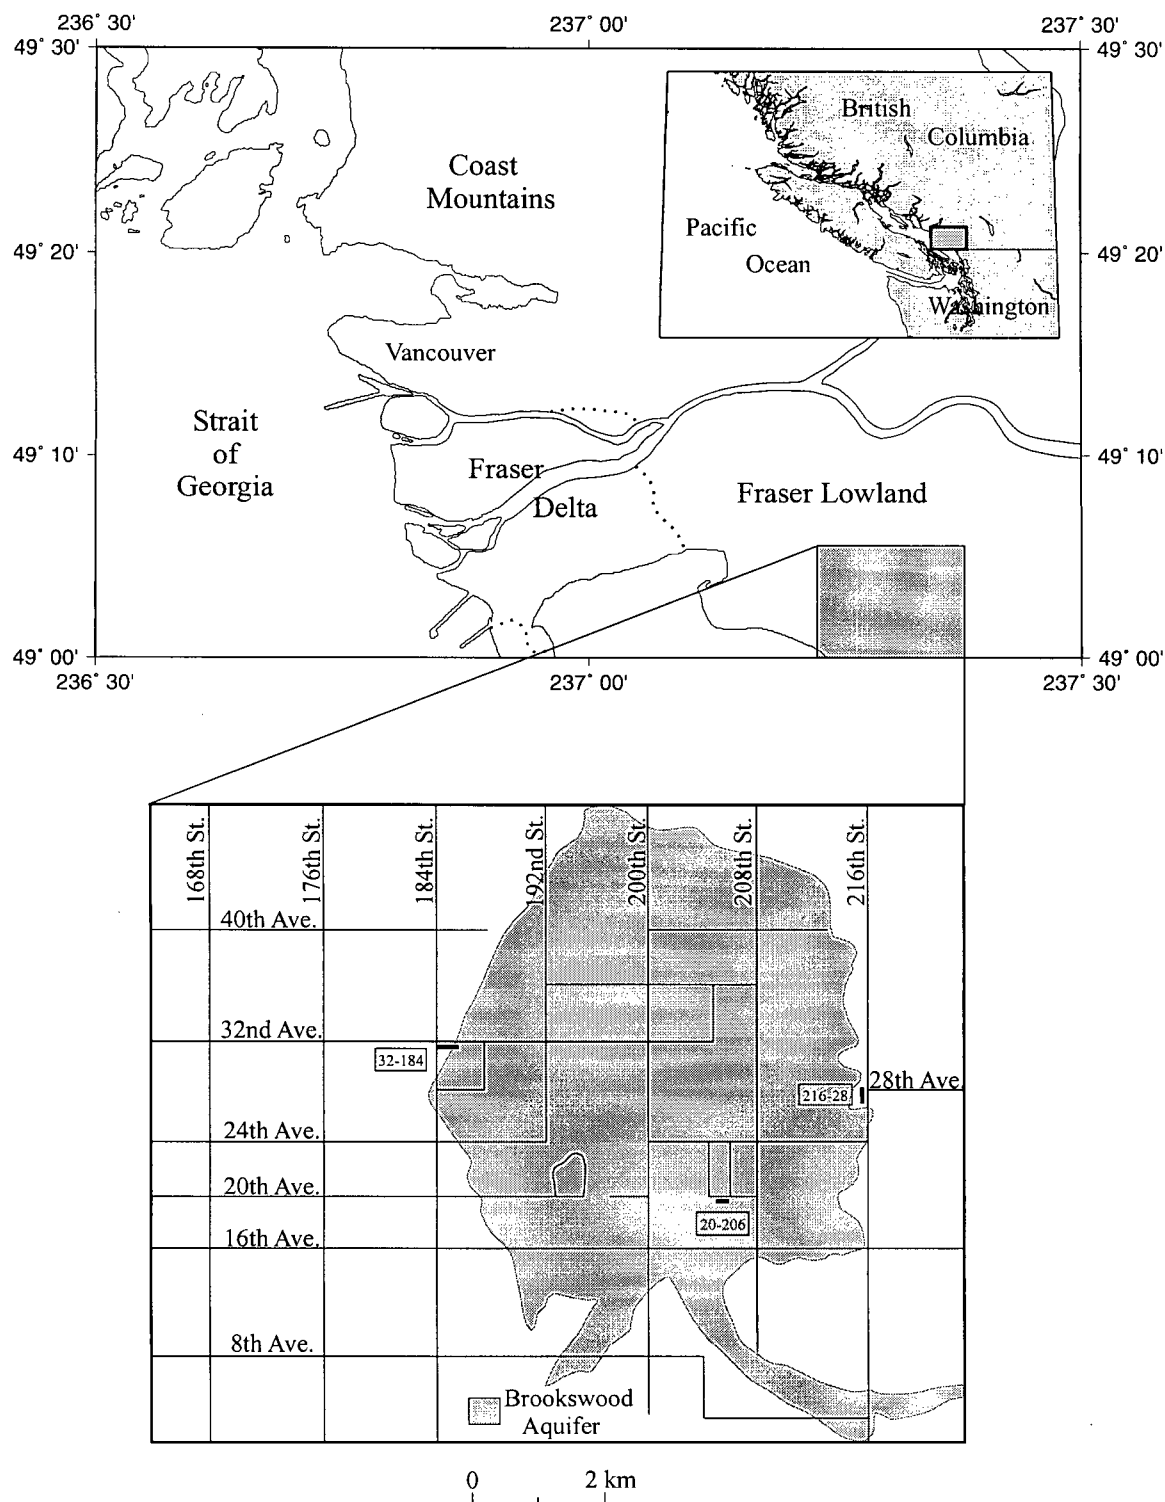 236° 30'
237° 00'
237° 30'
49° 30'
49° 30'
British
Columbia
Coast
Mountains
Pacific
Ocean
49° 20'
49° 20'
Washington
Vancouver
Strait
of
Georgia
49° 10'
49° 10'
Fraser
Delta
Fraser Lowland
49° 00'
49° 00'
236° 30'
237° 00'
237° 30'
168th St.
176th St.
184th St.
192nd St.
200th St.
208th St.
216th St.
40th Ave.
32nd Ave.
32-184
28th Ave.
216-28
24th Ave.
20th Ave.
20-206
16th Ave.
8th Ave.
Brookswood
Aquifer
0 2 km